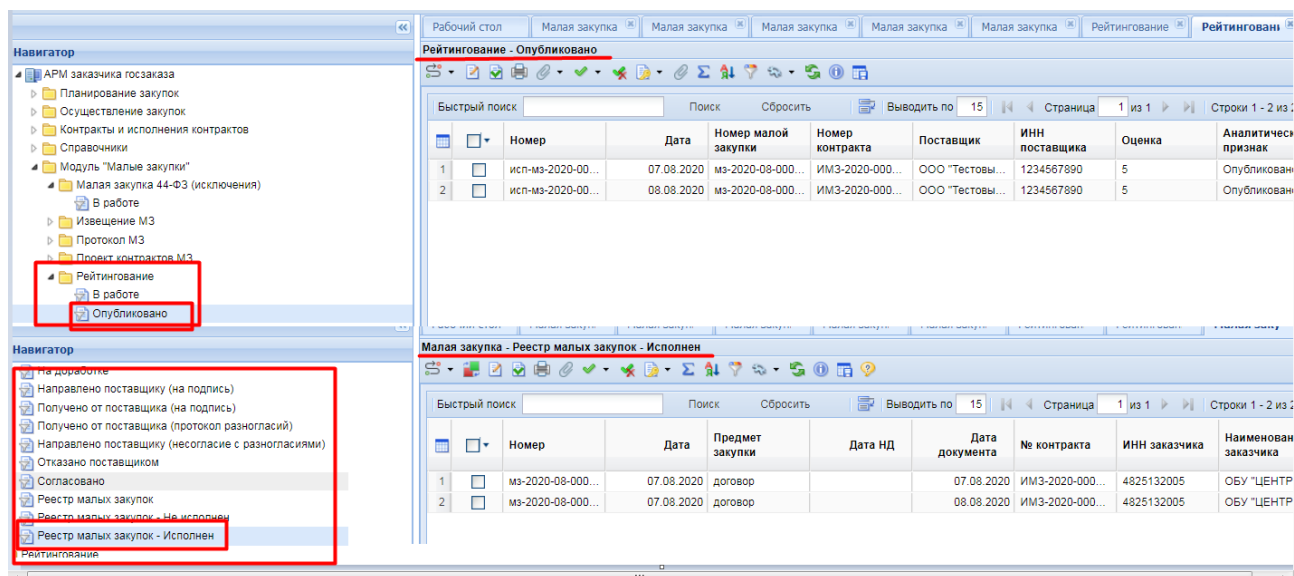 Рабочий стол Малая закупка Малая закупка Малая закупка Малая закупка Малая закупка Рейтингование Рейтинговани
Навигатор
АРМ заказчика госзаказа
Планирование закупок
Осуществление закупок
Контракты и исполнения контрактов
Справочники
Модуль "Малые закупки"
Малая закупка 44-ФЗ (исключения)
В работе
Извещение МЗ
Протокол МЗ
Проект контрактов МЗ
Рейтингование
В работе
Опубликовано
Рейтингование - Опубликовано
Быстрый поиск Поиск Сбросить Выводить по 15 Страница 1 из 1 Строки 1 - 2 из
Номер Дата Номер малой закупки Номер контракта Поставщик ИНН поставщика Оценка Аналитическ признак
1 исп-мз-2020-00... 07.08.2020 мз-2020-08-000... ИМЗ-2020-000... ООО "Тестовы... 1234567890 5 Опубликован
2 исп-мз-2020-00... 08.08.2020 мз-2020-08-000... ИМЗ-2020-000... ООО "Тестовы... 1234567890 5 Опубликован
Навигатор
На доработке
Направлено поставщику (на подпись)
Получено от поставщика (на подпись)
Получено от поставщика (протокол разногласий)
Направлено поставщику (несогласие с разногласиями)
Отказано поставщиком
Согласовано
Реестр малых закупок
Реестр малых закупок - Не исполнен
Реестр малых закупок - Исполнен
Рейтингование
Малая закупка - Реестр малых закупок - Исполнен
Быстрый поиск Поиск Сбросить Выводить по 15 Страница 1 из 1 Строки 1 - 2 из
Номер Дата Предмет закупки Дата НД Дата документа № контракта ИНН заказчика Наименован заказчика
1 мз-2020-08-000... 07.08.2020 договор 07.08.2020 ИМЗ-2020-000... 4825132005 ОБУ "ЦЕНТР
2 мз-2020-08-000... 07.08.2020 договор 08.08.2020 ИМЗ-2020-000... 4825132005 ОБУ "ЦЕНТР